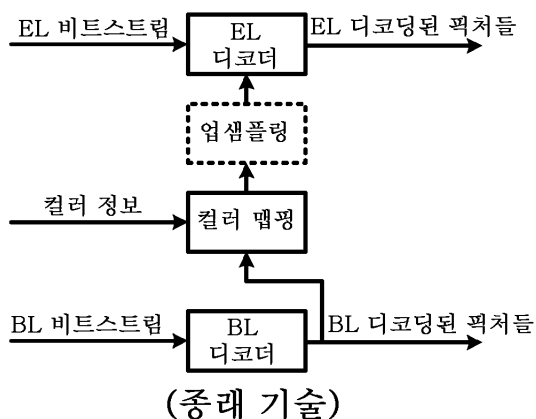 EL 비트스트림
EL
디코더
EL 디코딩된 픽처들
업샘플링
컬러 정보
컬러 맵핑
BL 비트스트림
BL
디코더
BL 디코딩된 픽처들
(종래 기술)